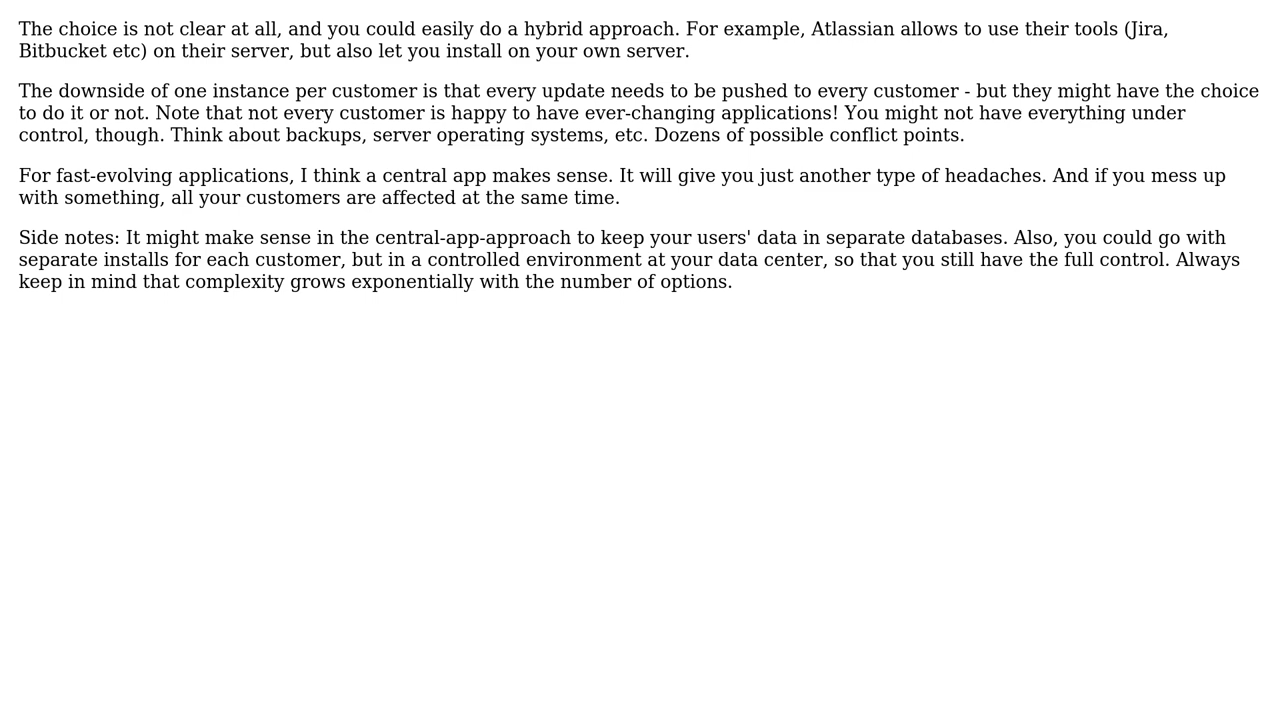 The choice is not clear at all, and you could easily do a hybrid approach. For example, Atlassian allows to use their tools (Jira,
Bitbucket etc) on their server, but also let you install on your own server.
The downside of one instance per customer is that every update needs to be pushed to every customer - but they might have the choice
to do it or not. Note that not every customer is happy to have ever-changing applications! You might not have everything under
control, though. Think about backups, server operating systems, etc. Dozens of possible conflict points.
For fast-evolving applications, I think a central app makes sense. It will give you just another type of headaches. And if you mess up
with something, all your customers are affected at the same time.
Side notes: It might make sense in the central-app-approach to keep your users' data in separate databases. Also, you could go with
separate installs for each customer, but in a controlled environment at your data center, so that you still have the full control. Always
keep in mind that complexity grows exponentially with the number of options.